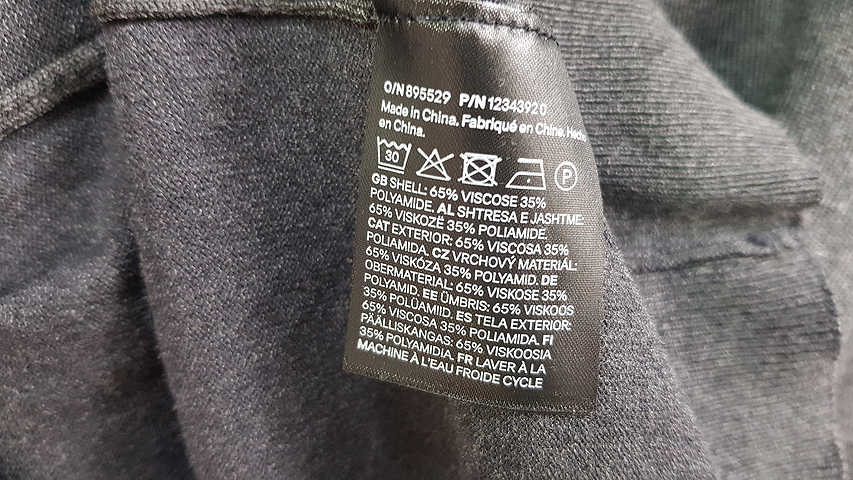 O/N 895529 P/N 1234392 0
Made in China. Fabriqué en Chine. Hecho
en China.
30
P
GB SHELL: 65% VISCOSE 35%
POLYAMIDE. AL SHTRESA E JASHTME:
65% VISKOZË 35% POLIAMIDE.
CAT EXTERIOR: 65% VISCOSA 35%
POLIAMIDA. CZ VRCHOVÝ MATERIÁL:
65% VISKÓZA 35% POLYAMID. DE
OBERMATERIAL: 65% VISKOSE 35%
POLYAMID. EE ÜMBRIS: 65% VISKOOS
35% POLÜAMIID. ES TELA EXTERIOR:
65% VISCOSA 35% POLIAMIDA. FI
PÄÄLLISKANGAS: 65% VISKOOSIA
35% POLYAMIDIA. FR LAVER À LA
MACHINE À L'EAU FROIDE CYCLE